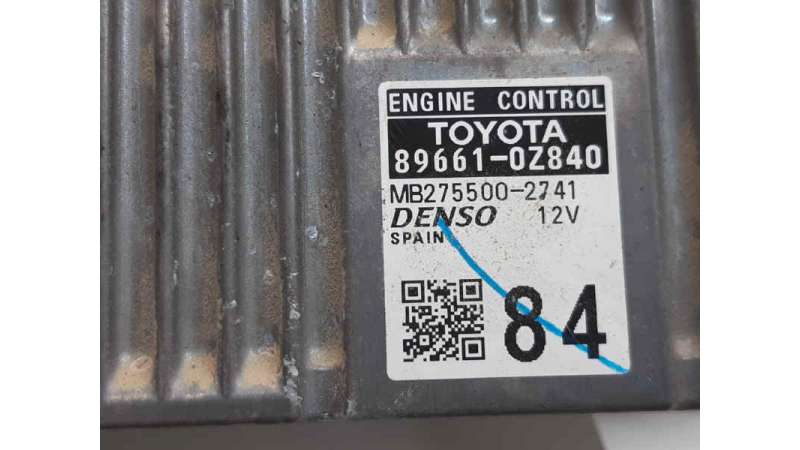 ENGINE CONTROL
TOYOTA
89661-0Z840
MB275500-2741
DENSO 12V
SPAIN
84